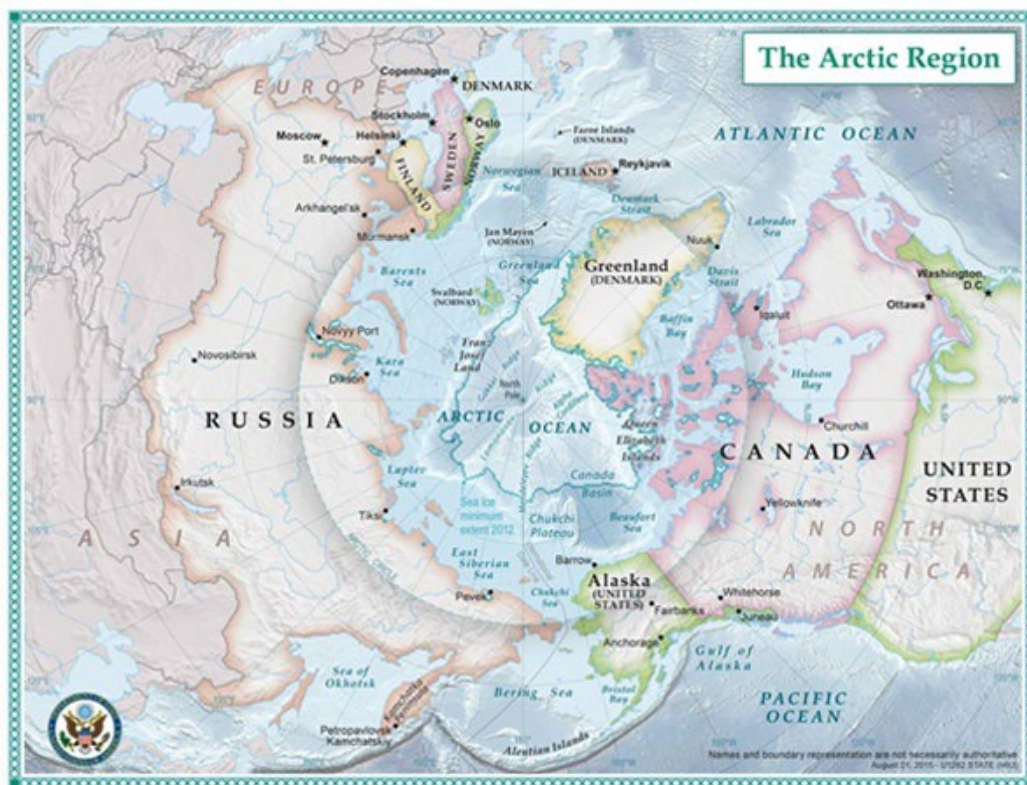 The Arctic Region
EUROPE
Copenhagen
DENMARK
Stockholm
Oslo
Moscow
Helsinki
St. Petersburg
FINLAND
SWEDEN
NORWAY
Faroe Islands
(DENMARK)
ATLANTIC OCEAN
Reykjavik
ICELAND
Norwegian
Sea
Denmark
Strait
Arkhangel'sk
Murmansk
Jan Mayen
(NORWAY)
Labrador
Sea
Nuuk
Barents
Sea
Greenland
Sea
Greenland
(DENMARK)
Davis
Strait
Washington,
D.C.
Svalbard
(NORWAY)
Ottawa
Iqaluit
Baffin
Bay
Novyy Port
Franz
Josef
Land
Novosibirsk
Kara
Sea
Dikson
Hudson
Bay
North
Pole
RUSSIA
ARCTIC
OCEAN
Queen
Elizabeth
Islands
Churchill
CANADA
UNITED
STATES
Laptev
Sea
Canada
Basin
Irkutsk
Sea ice
minimum
extent 2012
Tiksi
Chukchi
Plateau
Beaufort
Sea
Yellowknife
NORTH
AMERICA
ASIA
ARCTIC CIRCLE
East
Siberian
Sea
Barrow
Alaska
(UNITED
STATES)
Pevek
Chukchi
Sea
Fairbanks
Whitehorse
Juneau
Anchorage
Gulf of
Alaska
Sea of
Okhotsk
Bering Sea
Bristol
Bay
PACIFIC
OCEAN
Petropavlovsk
Kamchatskiy
Aleutian Islands
Names and boundary representation are not necessarily authoritative